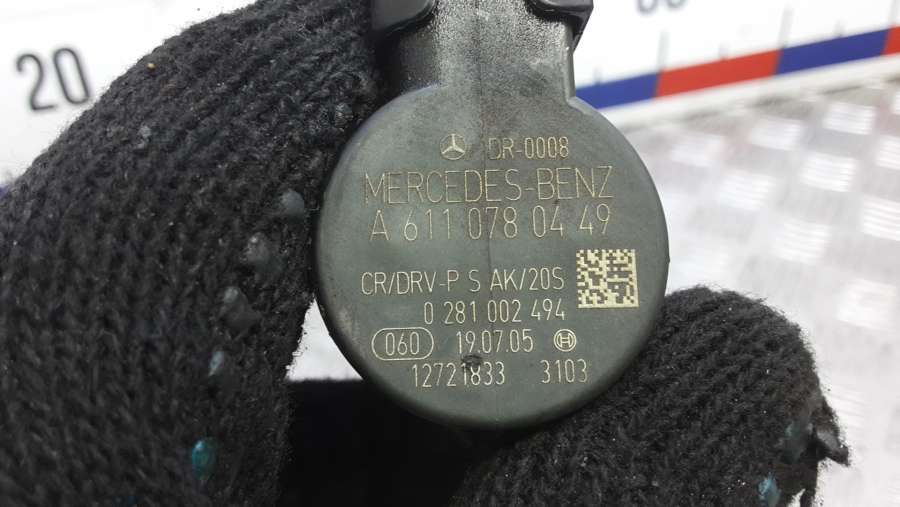 20
DR-0008
MERCEDES-BENZ
A 611 078 04 49
CR/DRV-P S AK/20S
0 281 002 494
060 19.07.05
12721833 3103